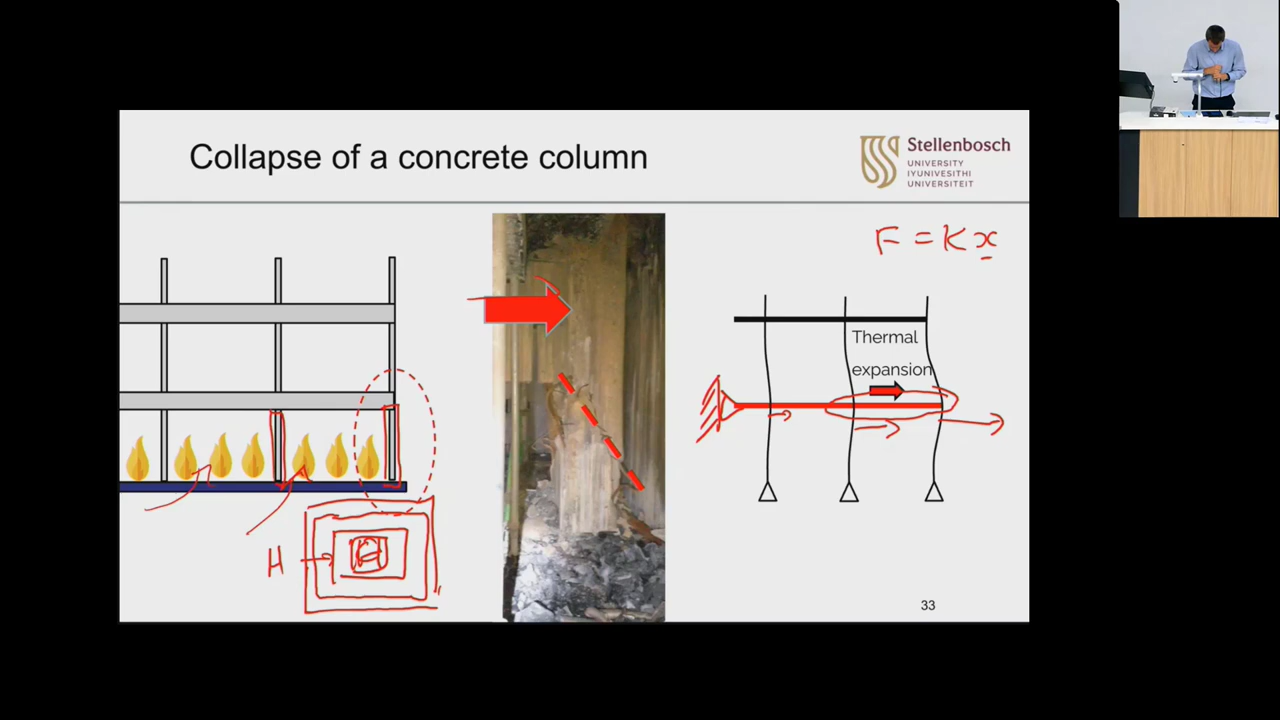 Collapse of a concrete column
Stellenbosch
UNIVERSITY
IYUNIVESITHI
UNIVERSITEIT
F = Kx
Thermal
expansion
H
33